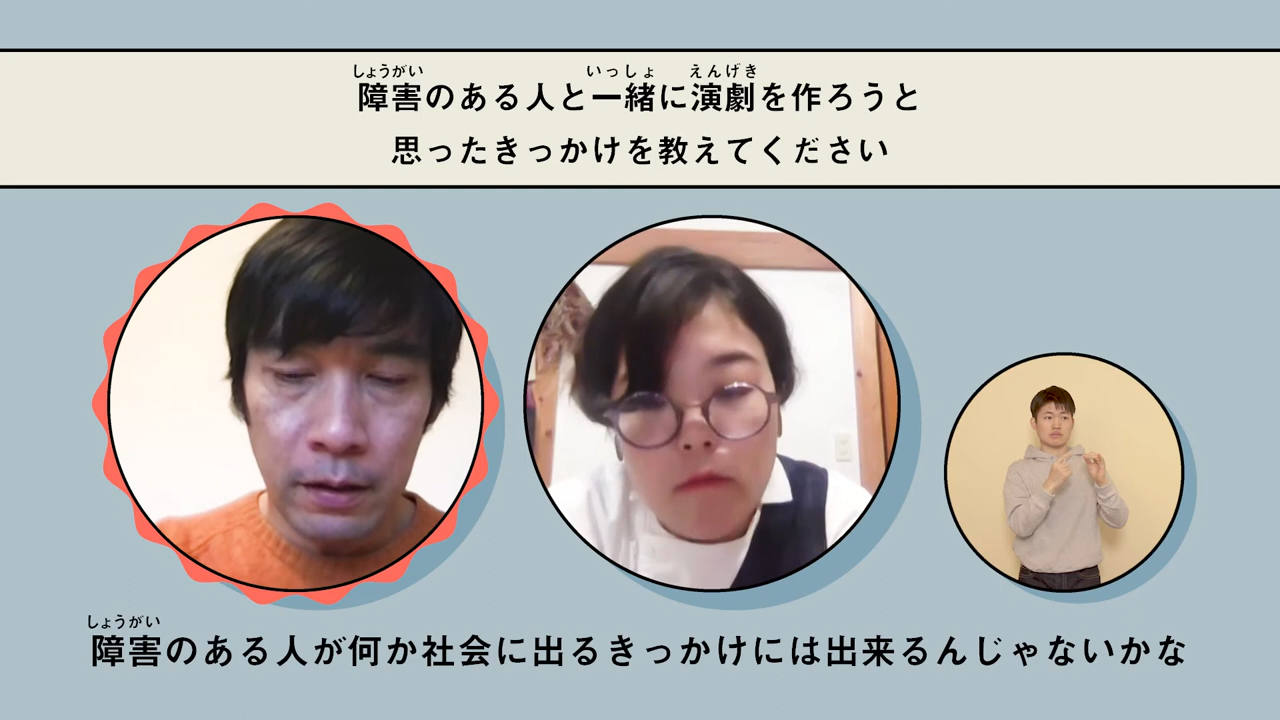 しょうがい いっしょ えんげき
障害のある人と一緒に演劇を作ろうと
思ったきっかけを教えてください
しょうがい
障害のある人が何か社会に出るきっかけには出来るんじゃないかな